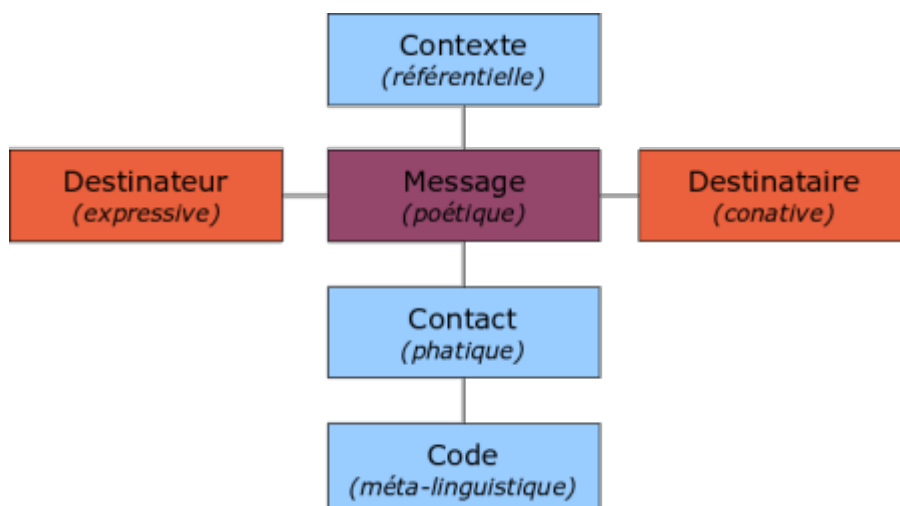 Contexte
(référentielle)
Destinateur
(expressive)
Message
(poétique)
Destinataire
(conative)
Contact
(phatique)
Code
(méta-linguistique)